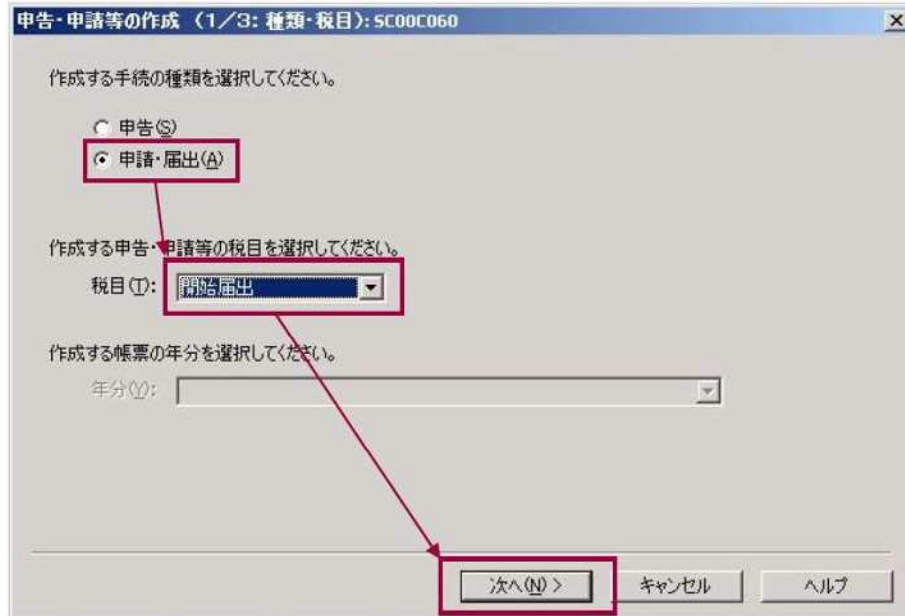 申告・申請等の作成 (1/3: 種類・税目):SC00C060
作成する手続の種類を選択してください。
申告(S)
申請・届出(A)
作成する申告・申請等の税目を選択してください。
税目(T): 開始届出
作成する帳票の年分を選択してください。
年分(Y):
次へ(N) > キャンセル ヘルプ